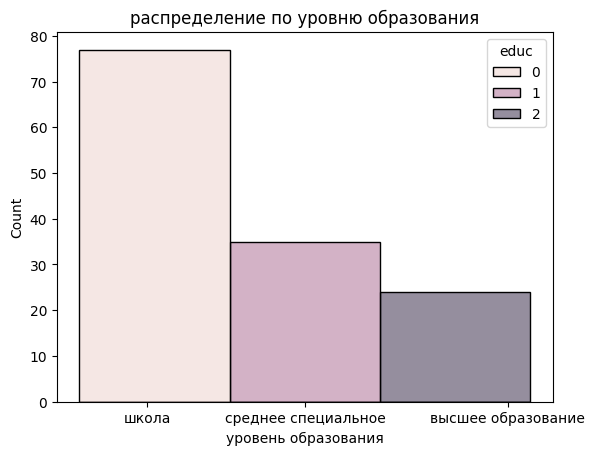 распределение по уровню образования
80
70
60
50
40
30
20
10
0
Count
educ
0
1
2
школа
среднее специальное
высшее образование
уровень образования